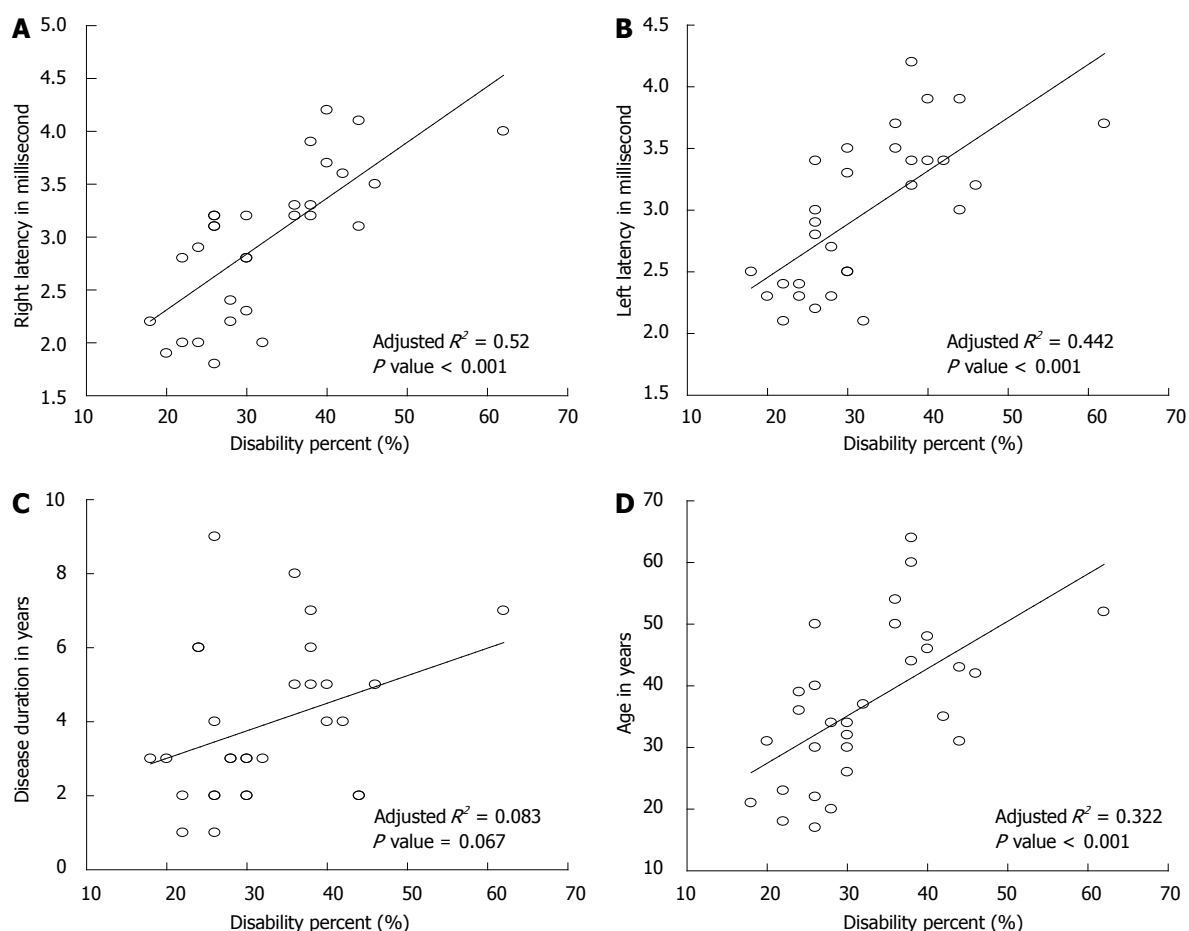 A
Right latency in millisecond
5.0
4.5
4.0
3.5
3.0
2.5
2.0
1.5
Adjusted R² = 0.52
P value < 0.001
10 20 30 40 50 60 70
Disability percent (%)
B
Left latency in millisecond
4.5
4.0
3.5
3.0
2.5
2.0
1.5
Adjusted R² = 0.442
P value < 0.001
10 20 30 40 50 60 70
Disability percent (%)
C
Disease duration in years
10
8
6
4
2
0
Adjusted R² = 0.083
P value = 0.067
10 20 30 40 50 60 70
Disability percent (%)
D
Age in years
70
60
50
40
30
20
10
Adjusted R² = 0.322
P value < 0.001
10 20 30 40 50 60 70
Disability percent (%)